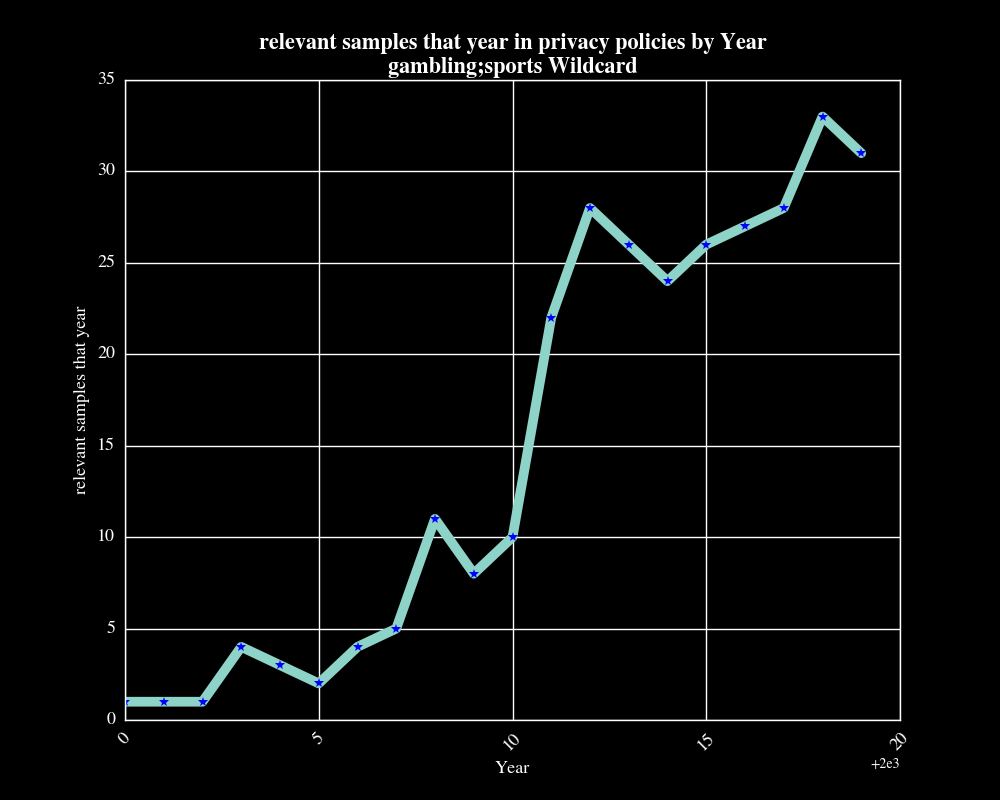 relevant samples that year in privacy policies by Year
gambling;sports Wildcard
35
30
25
20
15
10
5
0
relevant samples that year
0 5 10 15 20
Year
+2e3